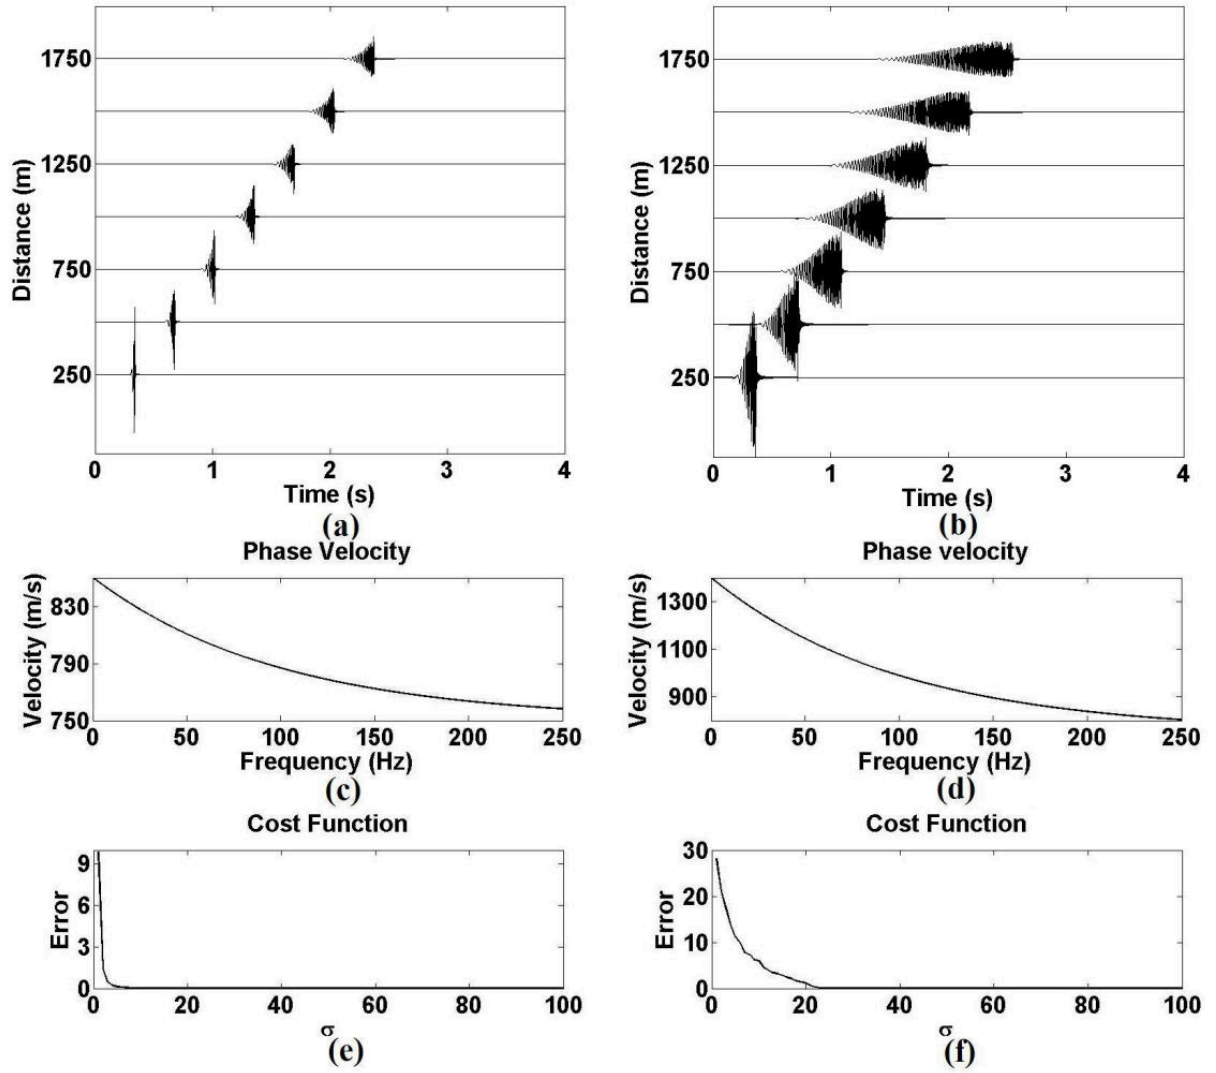 1750
1250
750
250
Distance (m)
0 1 2 3 4
Time (s)
(a)
1750
1250
750
250
Distance (m)
0 1 2 3 4
Time (s)
(b)
Phase Velocity
830
790
750
Velocity (m/s)
0 50 100 150 200 250
Frequency (Hz)
(c)
Phase velocity
1300
1100
900
Velocity (m/s)
0 50 100 150 200 250
Frequency (Hz)
(d)
Cost Function
9
6
3
0
Error
0 20 40 60 80 100
σ
(e)
Cost Function
30
20
10
0
Error
0 20 40 60 80 100
σ
(f)